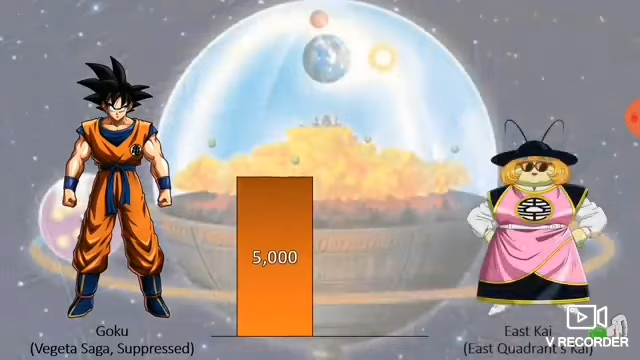 5,000
Goku
(Vegeta Saga, Suppressed)
East Kai
(East Quadrant's Kai)
V RECORDER